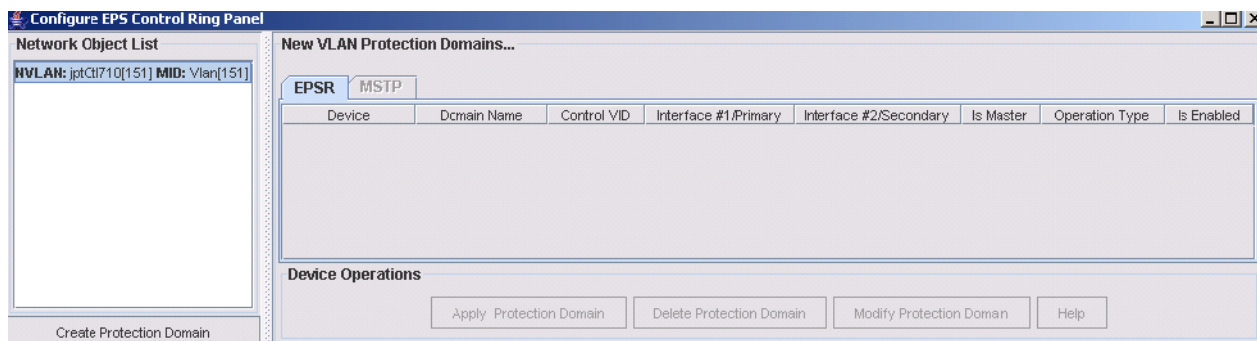 Configure EPS Control Ring Panel
Network Object List
NVLAN: jptCtl710[151] MID: Vlan[151]
Create Protection Domain
New VLAN Protection Domains...
EPSR MSTP
Device Domain Name Control VID Interface #1/Primary Interface #2/Secondary Is Master Operation Type Is Enabled
Device Operations
Apply Protection Domain Delete Protection Domain Modify Protection Doman Help